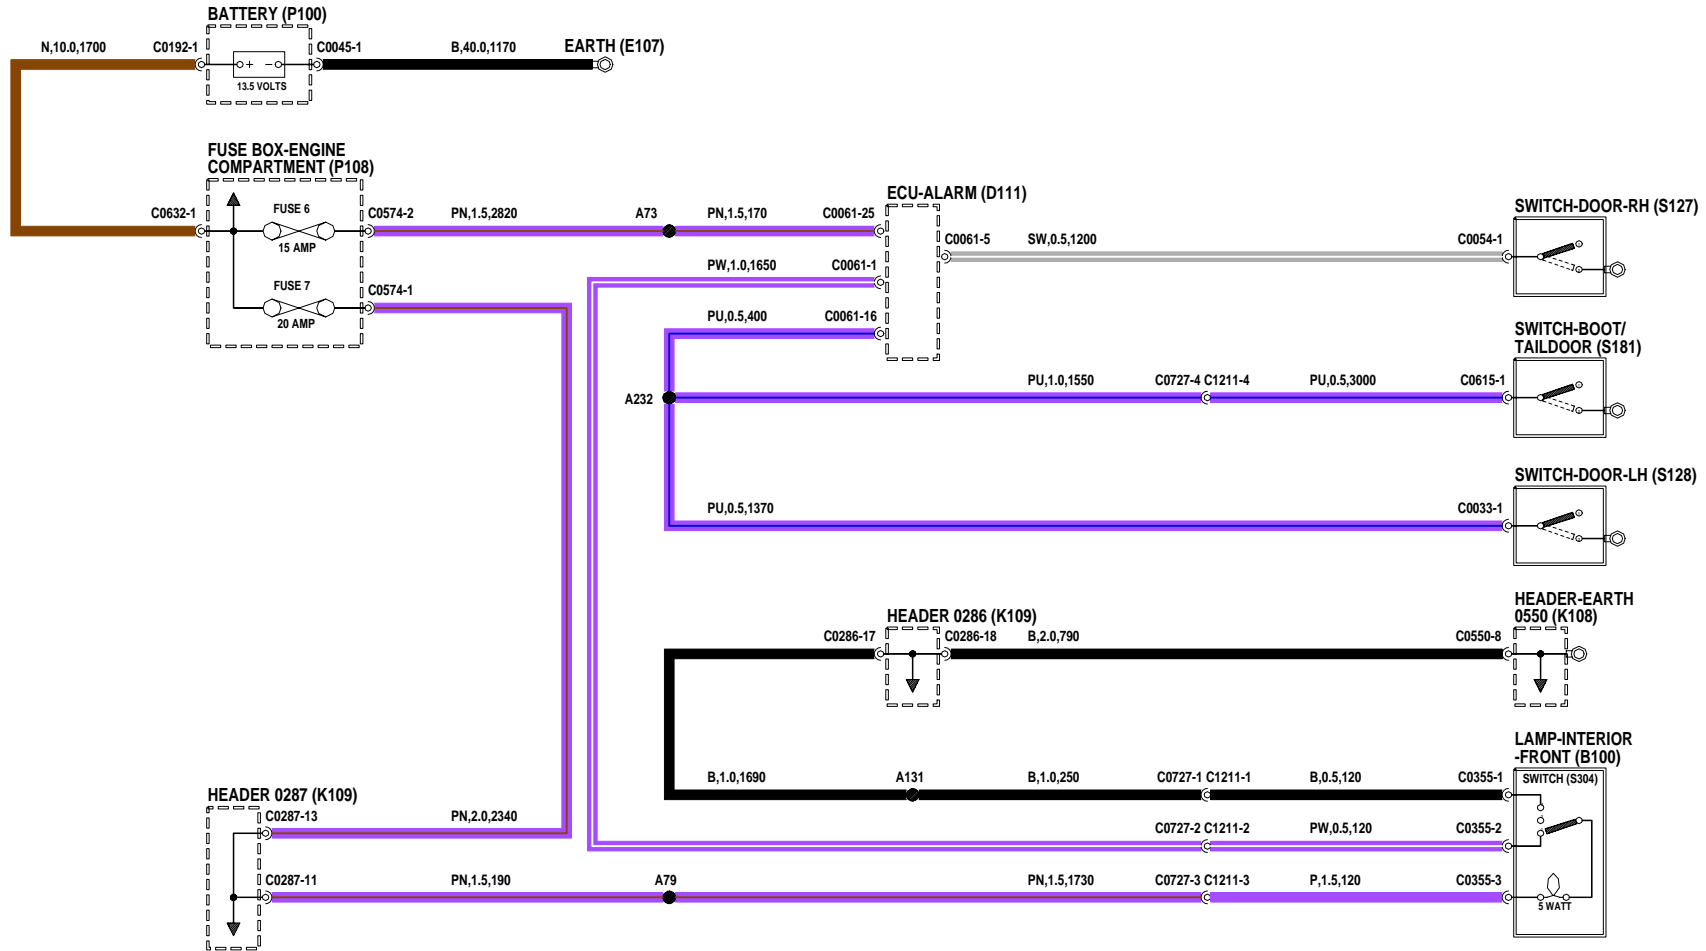 BATTERY (P100)
N,10.0,1700
C0192-1
C0045-1
B,40.0,1170
EARTH (E107)
+ -
13.5 VOLTS
FUSE BOX-ENGINE
COMPARTMENT (P108)
C0632-1
FUSE 6
15 AMP
C0574-2
PN,1.5,2820
A73
PN,1.5,170
C0061-25
FUSE 7
20 AMP
C0574-1
ECU-ALARM (D111)
PW,1.0,1650
C0061-1
PU,0.5,400
C0061-16
C0061-5
SW,0.5,1200
C0054-1
SWITCH-DOOR-RH (S127)
SWITCH-BOOT/
TAILDOOR (S181)
A232
PU,1.0,1550
C0727-4 C1211-4
PU,0.5,3000
C0615-1
SWITCH-DOOR-LH (S128)
PU,0.5,1370
C0033-1
HEADER 0286 (K109)
C0286-17
C0286-18
B,2.0,790
C0550-8
HEADER-EARTH
0550 (K108)
LAMP-INTERIOR
-FRONT (B100)
SWITCH (S304)
B,1.0,1690
A131
B,1.0,250
C0727-1 C1211-1
B,0.5,120
C0355-1
HEADER 0287 (K109)
C0287-13
PN,2.0,2340
C0727-2 C1211-2
PW,0.5,120
C0355-2
C0287-11
PN,1.5,190
A79
PN,1.5,1730
C0727-3 C1211-3
P,1.5,120
C0355-3
5 WATT